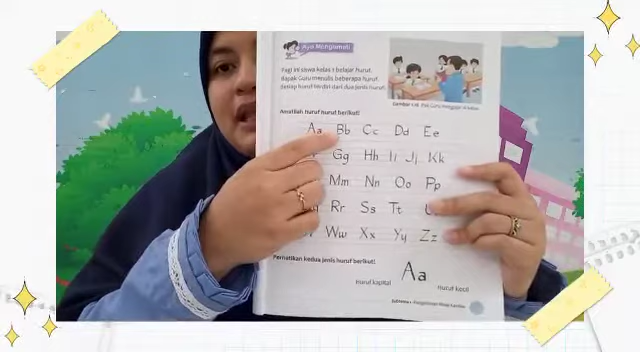 Ayo Mengamati
Pagi ini siswa kelas 1 belajar huruf.
Bapak Guru menulis beberapa huruf.
Setiap huruf terdiri dari dua jenis huruf.
Amatilah huruf-huruf berikut!
Aa Bb Cc Dd Ee
Gg Hh Ii Jj Kk
Mm Nn Oo Pp
Rr Ss Tt
Ww Xx Yy Zz
Perhatikan kedua jenis huruf berikut!
Aa
huruf kapital
huruf kecil